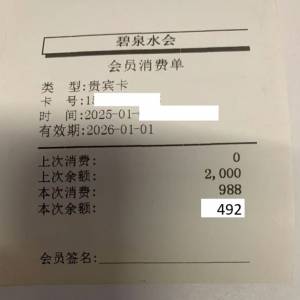 碧泉水会
会员消费单
类 型:贵宾卡
卡 号:1
时 间:2025-01-
有效期:2026-01-01
上次消费: 0
上次余额: 2,000
本次消费: 988
本次余额: 492
会员签名: